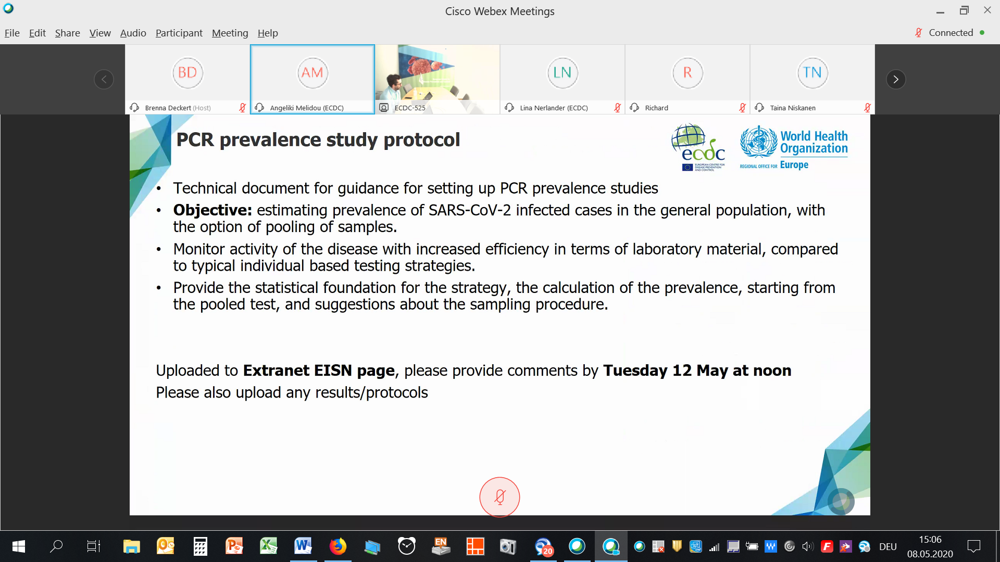 Cisco Webex Meetings
File Edit Share View Audio Participant Meeting Help
Connected
BD
AM
LN
R
TN
Brenna Deckert (Host)
Angeliki Melidou (ECDC)
ECDC-525
Lina Nerlander (ECDC)
Richard
Taina Niskanen
PCR prevalence study protocol
ecdc
EUROPEAN CENTRE FOR
DISEASE PREVENTION
AND CONTROL
World Health
Organization
REGIONAL OFFICE FOR Europe
• Technical document for guidance for setting up PCR prevalence studies
• Objective: estimating prevalence of SARS-CoV-2 infected cases in the general population, with
the option of pooling of samples.
• Monitor activity of the disease with increased efficiency in terms of laboratory material, compared
to typical individual based testing strategies.
• Provide the statistical foundation for the strategy, the calculation of the prevalence, starting from
the pooled test, and suggestions about the sampling procedure.
Uploaded to Extranet EISN page, please provide comments by Tuesday 12 May at noon
Please also upload any results/protocols
EN
20
DEU
15:06
08.05.2020